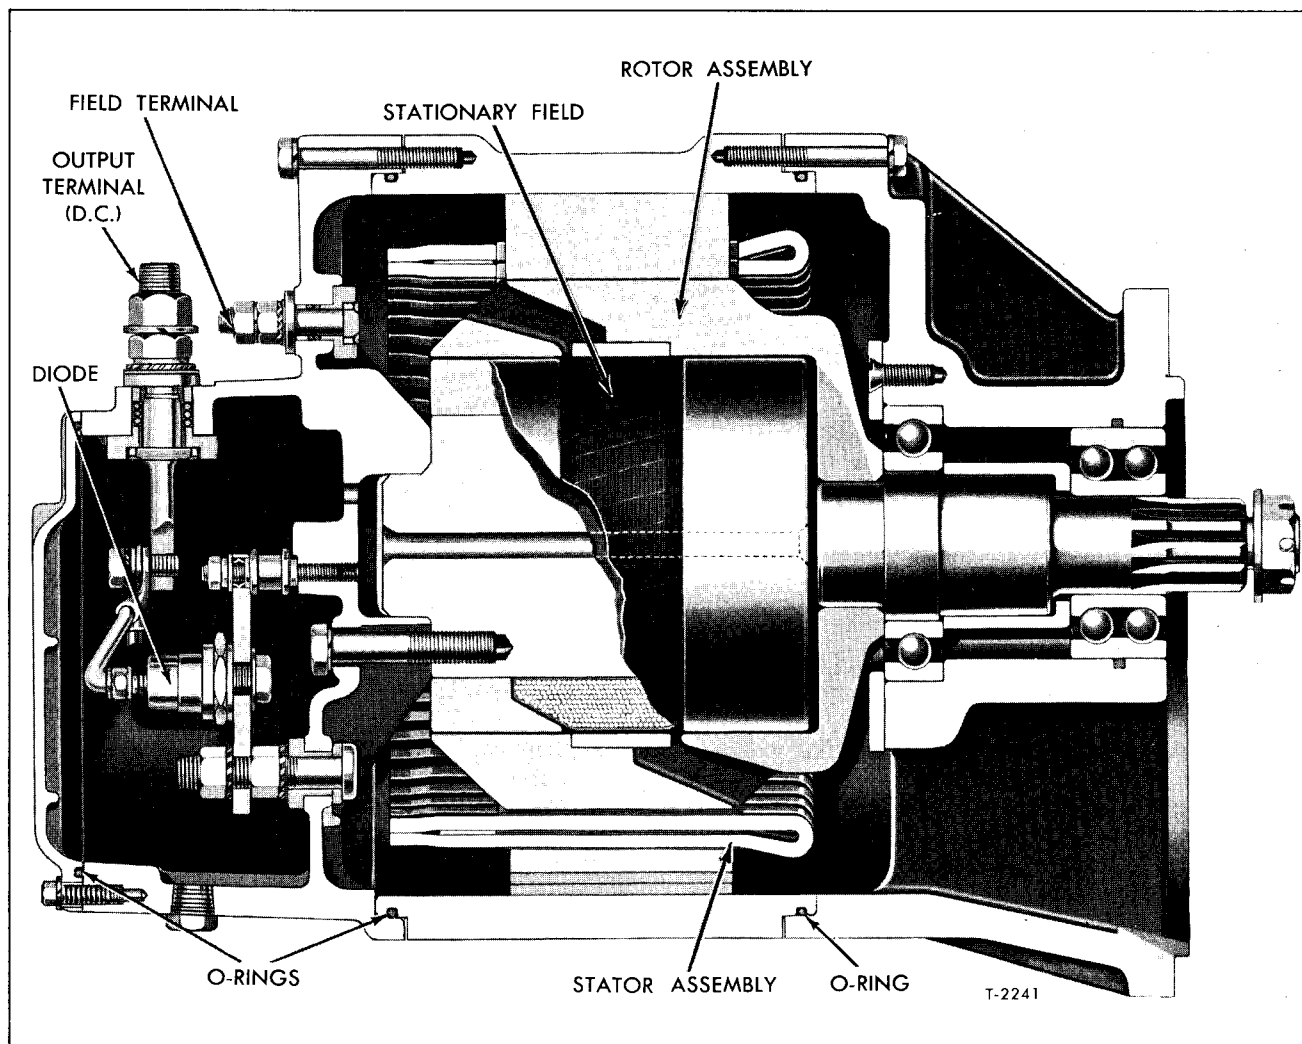 ROTOR ASSEMBLY
FIELD TERMINAL
STATIONARY FIELD
OUTPUT
TERMINAL
(D.C.)
DIODE
O-RINGS
STATOR ASSEMBLY
O-RING
T-2241